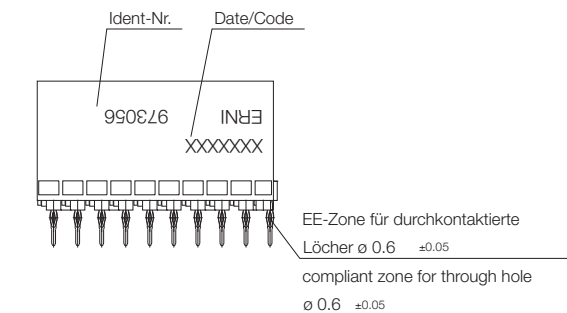 Ident-Nr. Date/Code
973056 ERNI
XXXXXXX
EE-Zone für durchkontaktierte
Löcher ø 0.6 ±0.05
compliant zone for through hole
ø 0.6 ±0.05